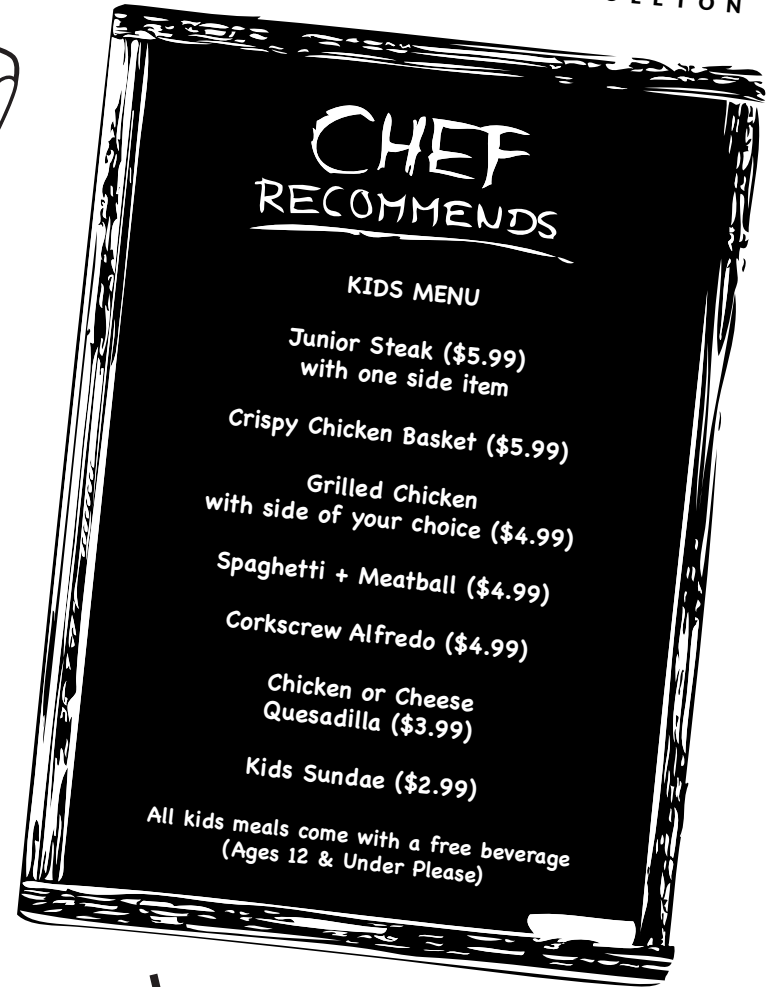 CHEF
RECOMMENDS
KIDS MENU
Junior Steak ($5.99)
with one side item
Crispy Chicken Basket ($5.99)
Grilled Chicken
with side of your choice ($4.99)
Spaghetti + Meatball ($4.99)
Corkscrew Alfredo ($4.99)
Chicken or Cheese
Quesadilla ($3.99)
Kids Sundae ($2.99)
All kids meals come with a free beverage
(Ages 12 & Under Please)